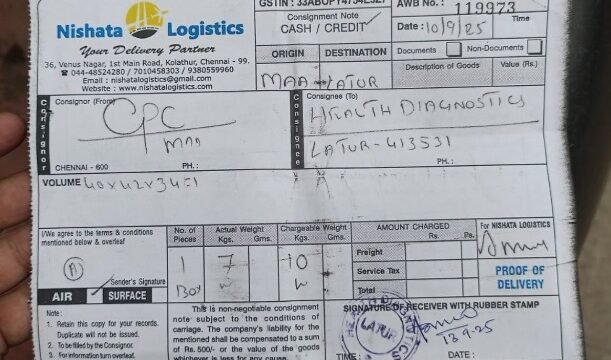 GSTIN : 33ABOPY4754E3Z7
AWB No. : 119973
Nishata Logistics
Your Delivery Partner
36, Venus Nagar, 1st Main Road, Kolathur, Chennai - 99.
☎ 044-48524280 / 7010458303 / 9380559960
Email : nishatalogistics@gmail.com
Website : www.nishatalogistics.com
Consignment Note
CASH / CREDIT
Date : 10/9/25
Time
ORIGIN DESTINATION
MAA LATUR
Documents Non-Documents
Description of Goods Value (Rs.)
Consignor
Consignor (From)
CPC
MAA
CHENNAI - 600 PH. :
Consignee
Consignee (To)
HEALTH DIAGNOSTICS
LATUR - 413531
PH. :
VOLUME 40x42x34=1
I/We agree to the terms & conditions
mentioned below & overleaf
Sender's Signature
AIR SURFACE
No. of Pieces
1
Box
Actual Weight
Kgs. Gms.
7
Chargeable Weight
Kgs. Gms.
10
AMOUNT CHARGED
Rs. Ps.
Freight
Service Tax
Total
For NISHATA LOGISTICS
PROOF OF
DELIVERY
Note :
1. Retain this copy for your records.
Duplicate will not be issued.
2. To be filled by the Consignor.
3. For information turn overleaf.
This is non-negotiable consignment
note subject to the conditions of
carriage. The company's liability for the
mentioned shall be compensated to a sum
of Rs. 500/- or the value of the goods
whichever is less for any cause.
SIGNATURE OF RECEIVER WITH RUBBER STAMP
LATUR
13.9.25
TIME : DATE :